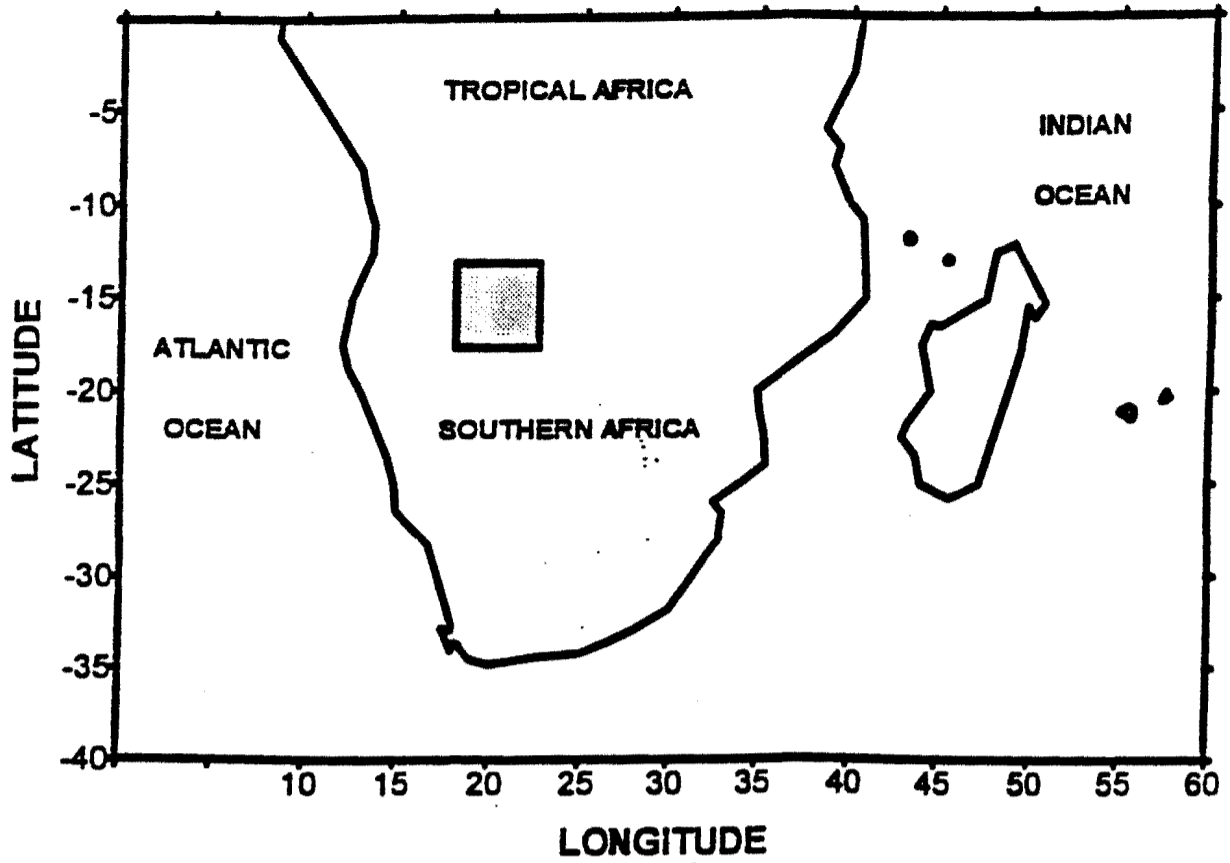 TROPICAL AFRICA
INDIAN
OCEAN
ATLANTIC
OCEAN
SOUTHERN AFRICA
LATITUDE
-5
-10
-15
-20
-25
-30
-35
-40
10 15 20 25 30 35 40 45 50 55 60
LONGITUDE